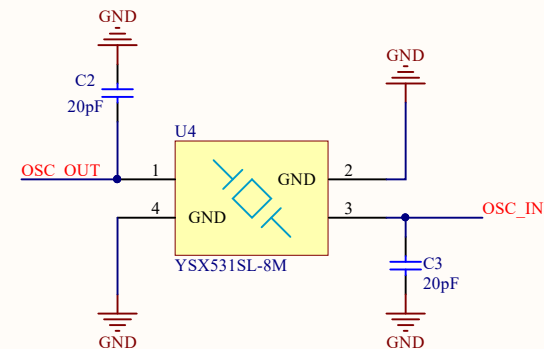 GND
C2
20pF
GND
U4
OSC_OUT
1
GND
2
4
GND
3
OSC_IN
YSX531SL-8M
C3
20pF
GND
GND